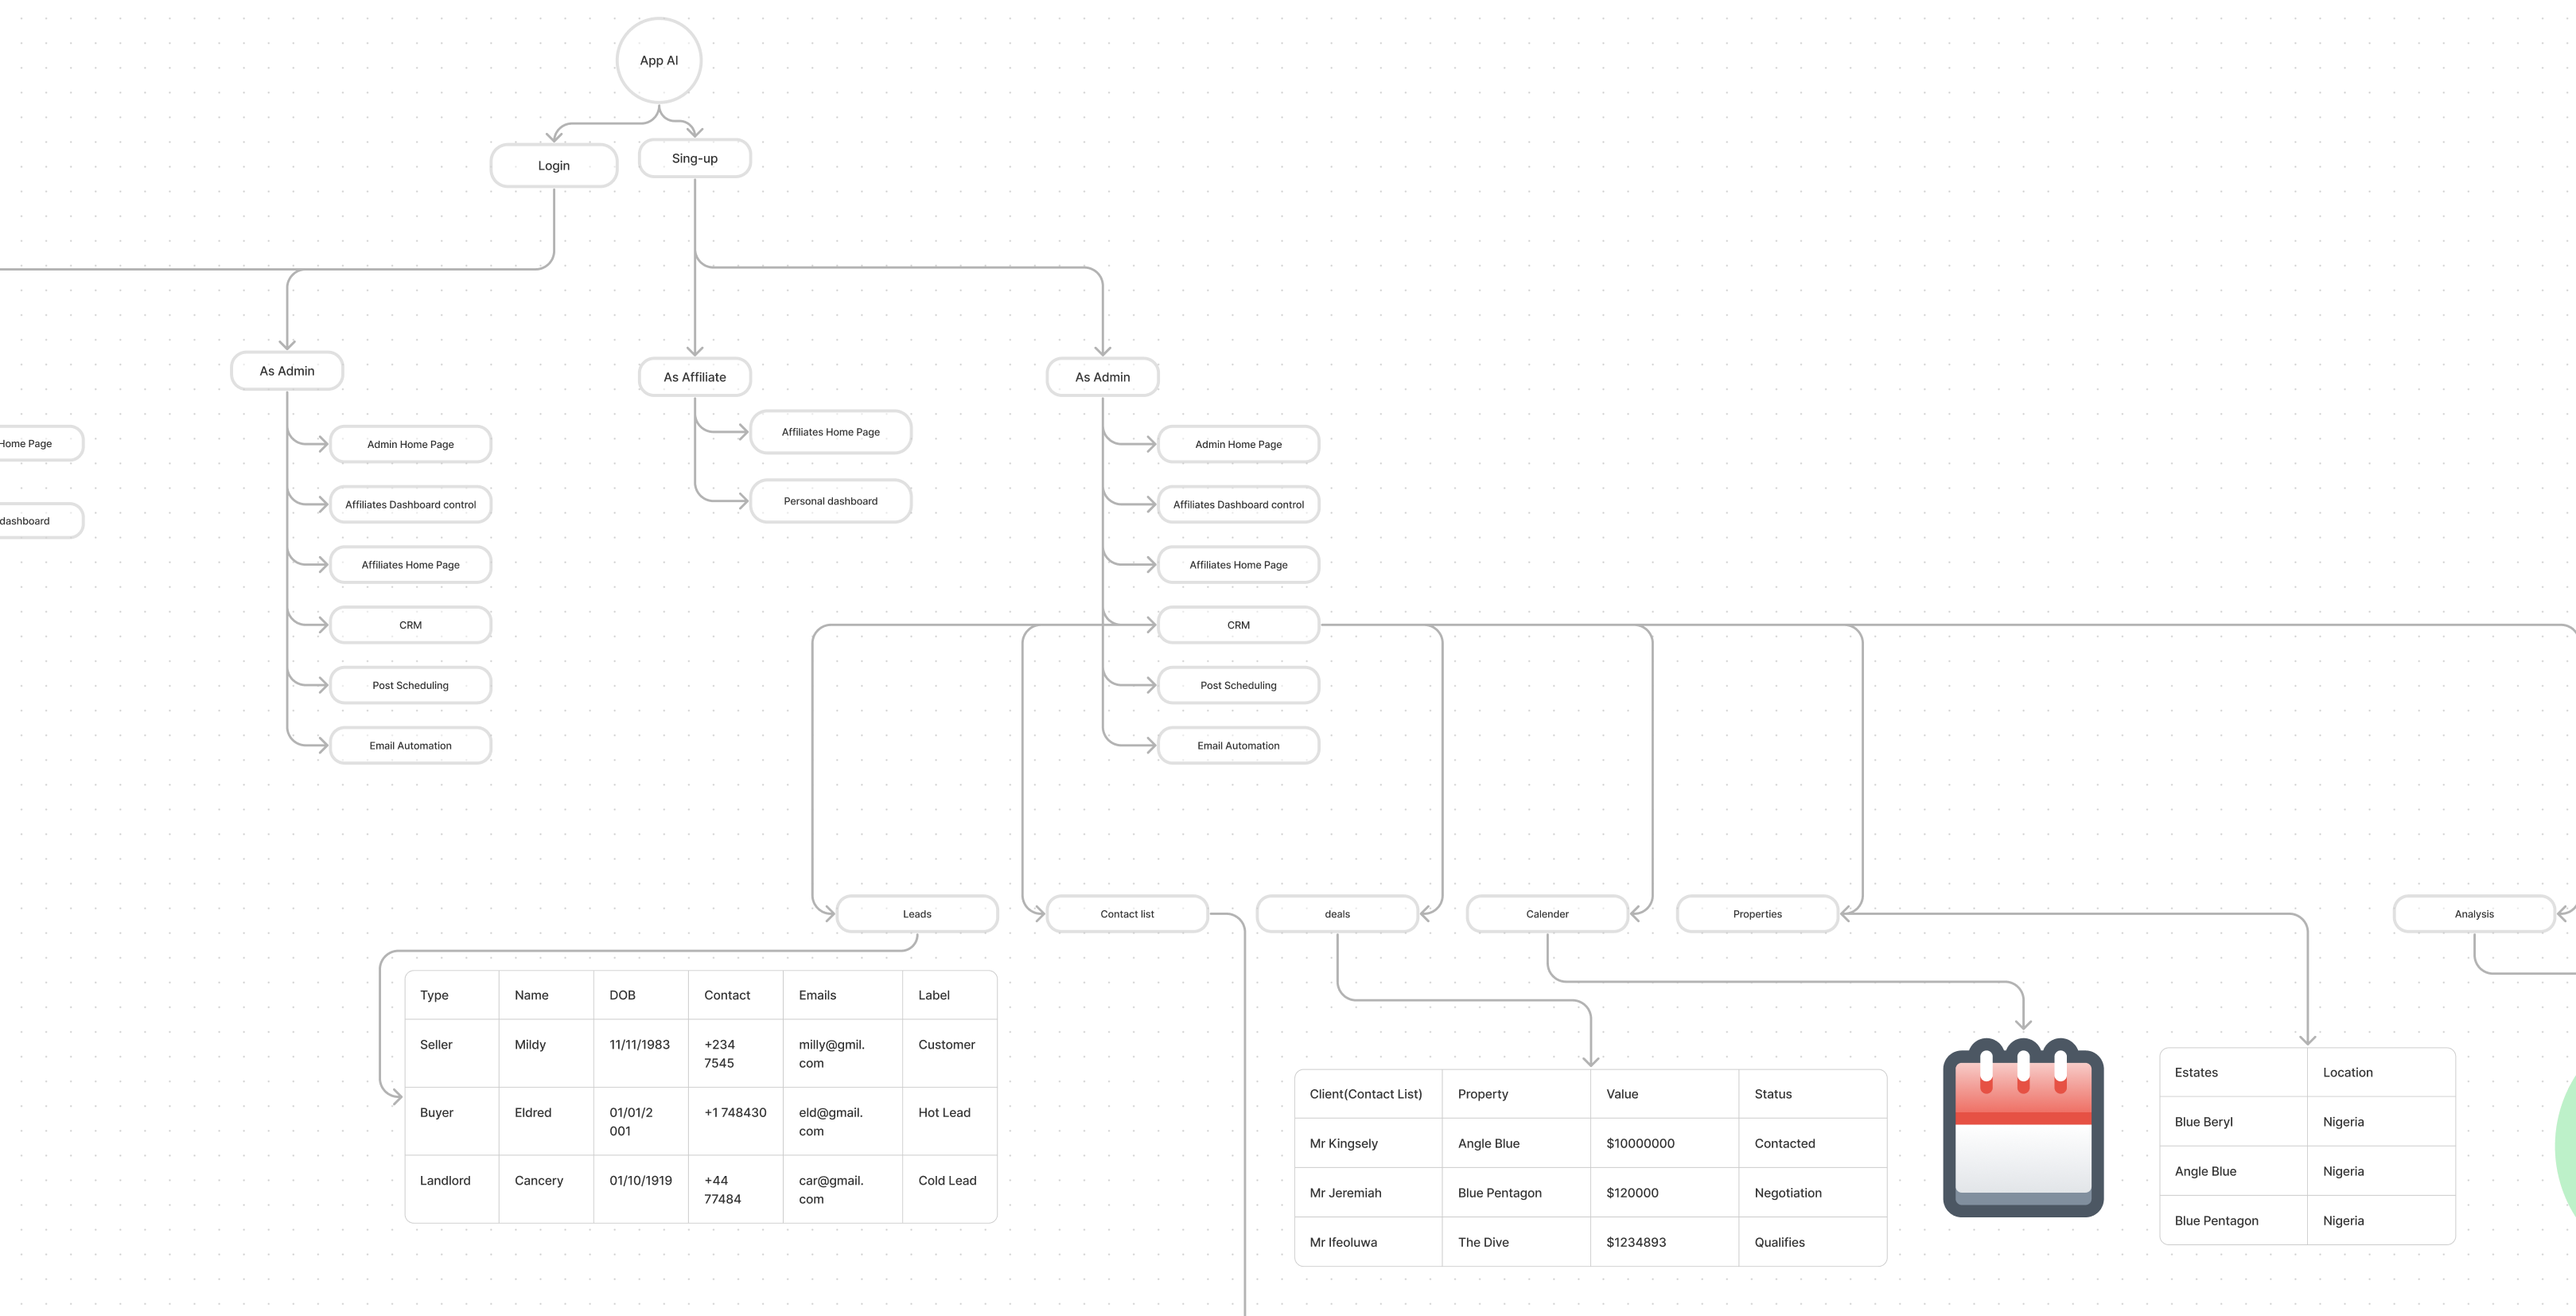 App AI
Login
Sing-up
As Admin
As Affiliate
As Admin
Home Page
dashboard
Admin Home Page
Affiliates Dashboard control
Affiliates Home Page
CRM
Post Scheduling
Email Automation
Affiliates Home Page
Personal dashboard
Admin Home Page
Affiliates Dashboard control
Affiliates Home Page
CRM
Post Scheduling
Email Automation
Leads
Contact list
deals
Calender
Properties
Analysis
Type Name DOB Contact Emails Label
Seller Mildy 11/11/1983 +234 milly@gmil. Customer
7545 com
Buyer Eldred 01/01/2 +1 748430 eld@gmail. Hot Lead
001 com
Landlord Cancery 01/10/1919 +44 car@gmail. Cold Lead
77484 com
Client(Contact List) Property Value Status
Mr Kingsely Angle Blue $10000000 Contacted
Mr Jeremiah Blue Pentagon $120000 Negotiation
Mr Ifeoluwa The Dive $1234893 Qualifies
Estates Location
Blue Beryl Nigeria
Angle Blue Nigeria
Blue Pentagon Nigeria